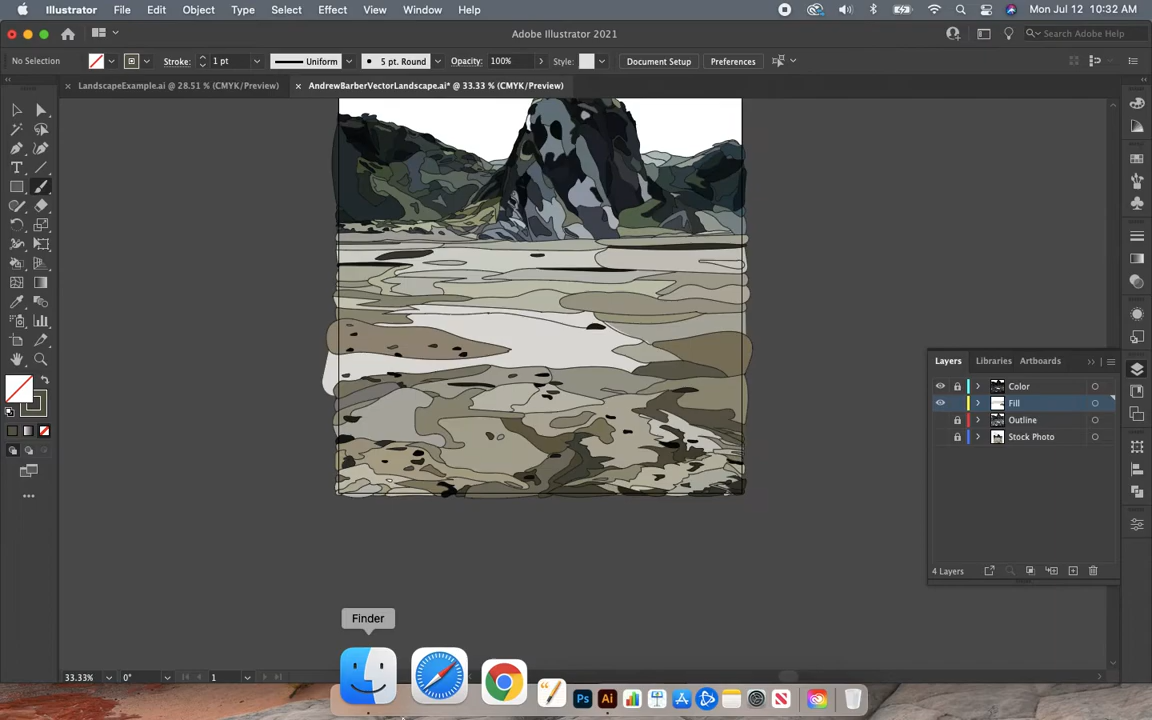 Illustrator File Edit Object Type Select Effect View Window Help Mon Jul 12 10:32 AM
Adobe Illustrator 2021 Search Adobe Help
No Selection Stroke: 1 pt Uniform 5 pt. Round Opacity: 100% Style: Document Setup Preferences
LandscapeExample.ai @ 28.51 % (CMYK/Preview) AndrewBarberVectorLandscape.ai* @ 33.33 % (CMYK/Preview)
Layers Libraries Artboards
Color
Fill
Outline
Stock Photo
4 Layers
Finder
33.33% 0° 1
Ps Ai